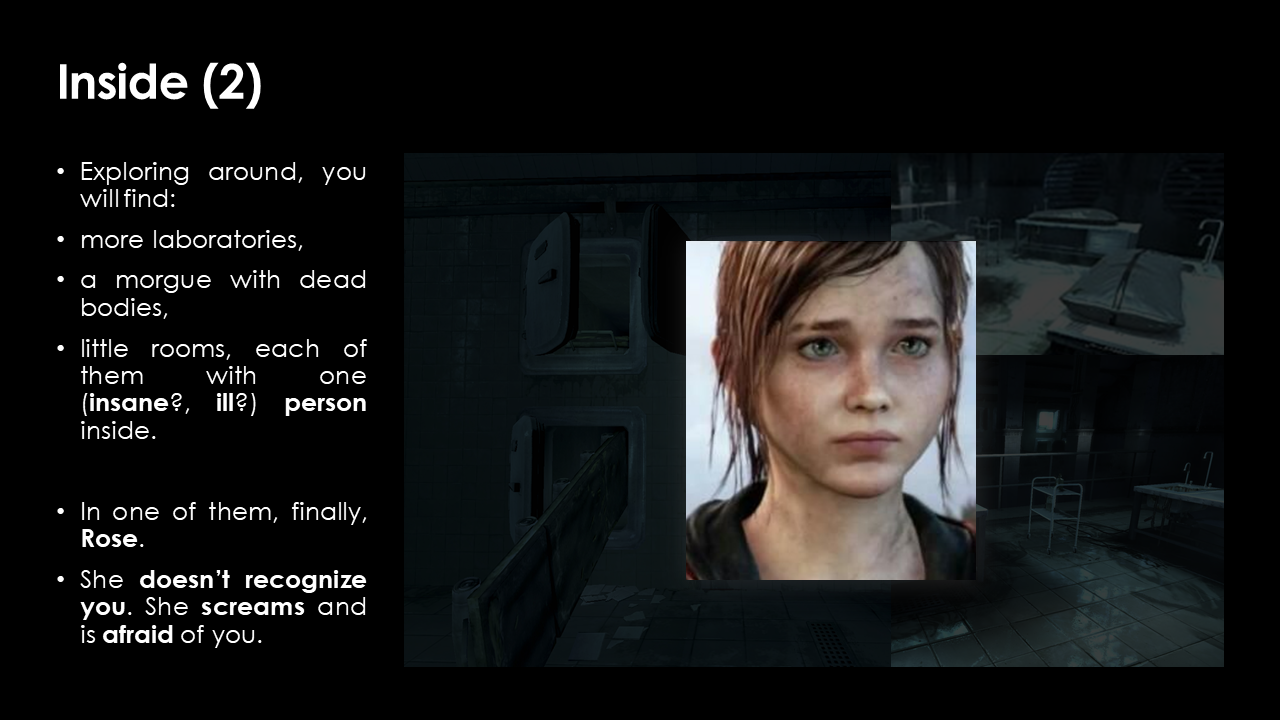 Inside (2)
• Exploring around, you
will find:
• more laboratories,
• a morgue with dead
bodies,
• little rooms, each of
them with one
(insane?, ill?) person
inside.
• In one of them, finally,
Rose.
• She doesn’t recognize
you. She screams and
is afraid of you.